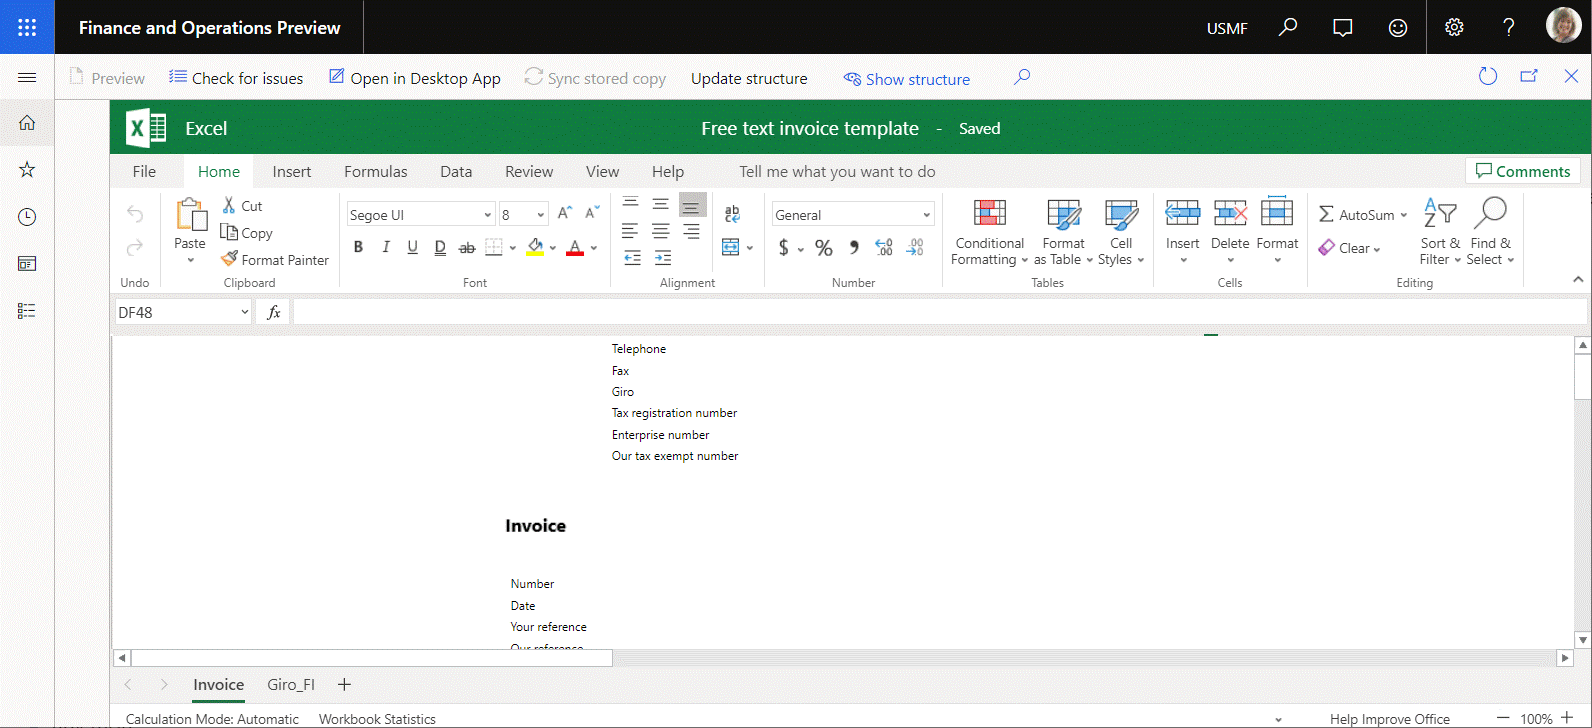 Finance and Operations Preview
USMF
Preview
Check for issues
Open in Desktop App
Sync stored copy
Update structure
Show structure
Excel
Free text invoice template - Saved
File
Home
Insert
Formulas
Data
Review
View
Help
Tell me what you want to do
Comments
Paste
Cut
Copy
Format Painter
Segoe UI
8
General
Conditional Formatting
Format as Table
Cell Styles
Insert
Delete
Format
AutoSum
Clear
Sort & Filter
Find & Select
Undo
Clipboard
Font
Alignment
Number
Tables
Cells
Editing
DF48
fx
Telephone
Fax
Giro
Tax registration number
Enterprise number
Our tax exempt number
Invoice
Number
Date
Your reference
Our reference
Invoice
Giro_FI
Calculation Mode: Automatic
Workbook Statistics
Help Improve Office
100%